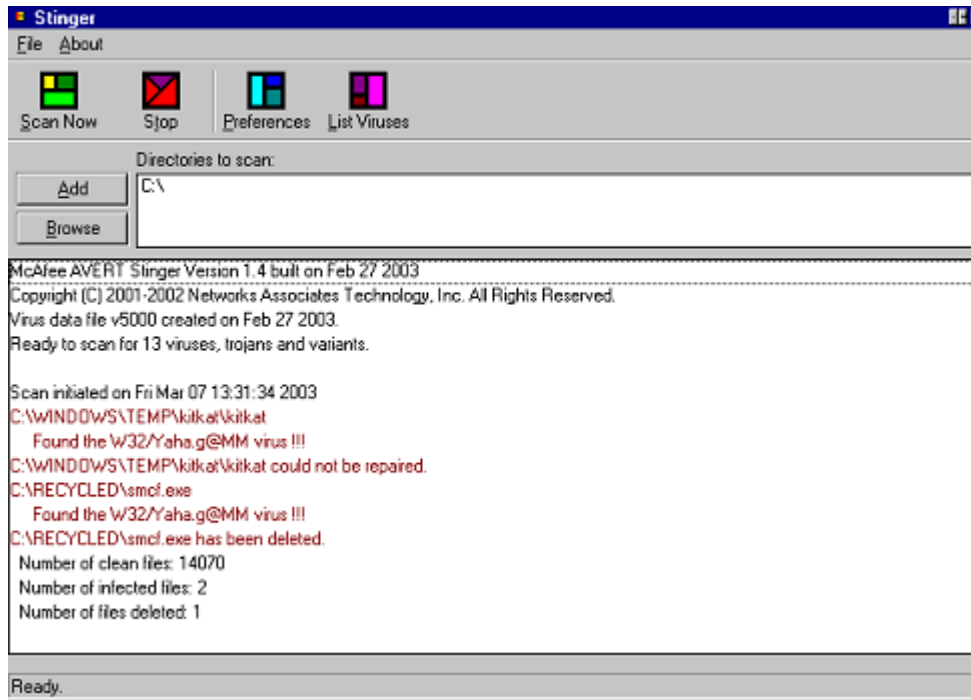 Stinger
File About
Scan Now Stop Preferences List Viruses
Directories to scan:
Add
C:\
Browse
McAfee AVERT Stinger Version 1.4 built on Feb 27 2003
Copyright (C) 2001-2002 Networks Associates Technology, Inc. All Rights Reserved.
Virus data file v5000 created on Feb 27 2003.
Ready to scan for 13 viruses, trojans and variants.
Scan initiated on Fri Mar 07 13:31:34 2003
C:\WINDOWS\TEMP\kitkat\kitkat
Found the W32/Yaha.g@MM virus !!!
C:\WINDOWS\TEMP\kitkat\kitkat could not be repaired.
C:\RECYCLED\smcf.exe
Found the W32/Yaha.g@MM virus !!!
C:\RECYCLED\smcf.exe has been deleted.
Number of clean files: 14070
Number of infected files: 2
Number of files deleted: 1
Ready.